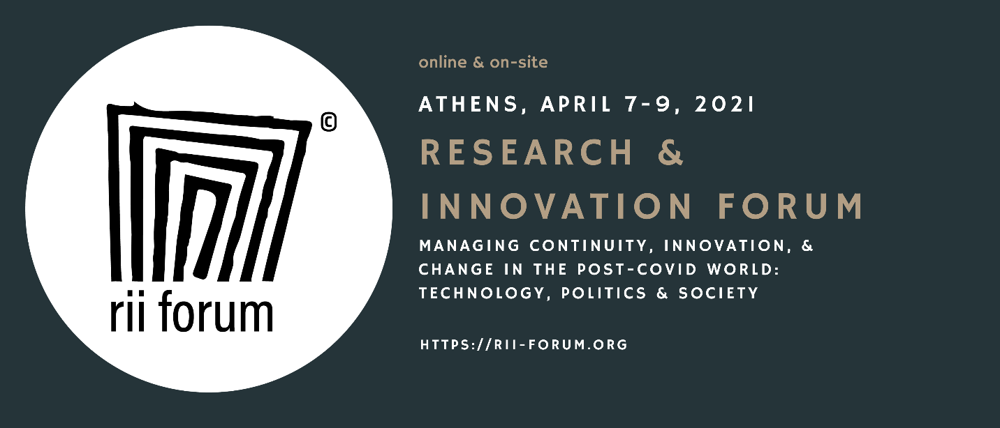 ©
rii forum
online & on-site
ATHENS, APRIL 7-9, 2021
RESEARCH &
INNOVATION FORUM
MANAGING CONTINUITY, INNOVATION, &
CHANGE IN THE POST-COVID WORLD:
TECHNOLOGY, POLITICS & SOCIETY
HTTPS://RII-FORUM.ORG